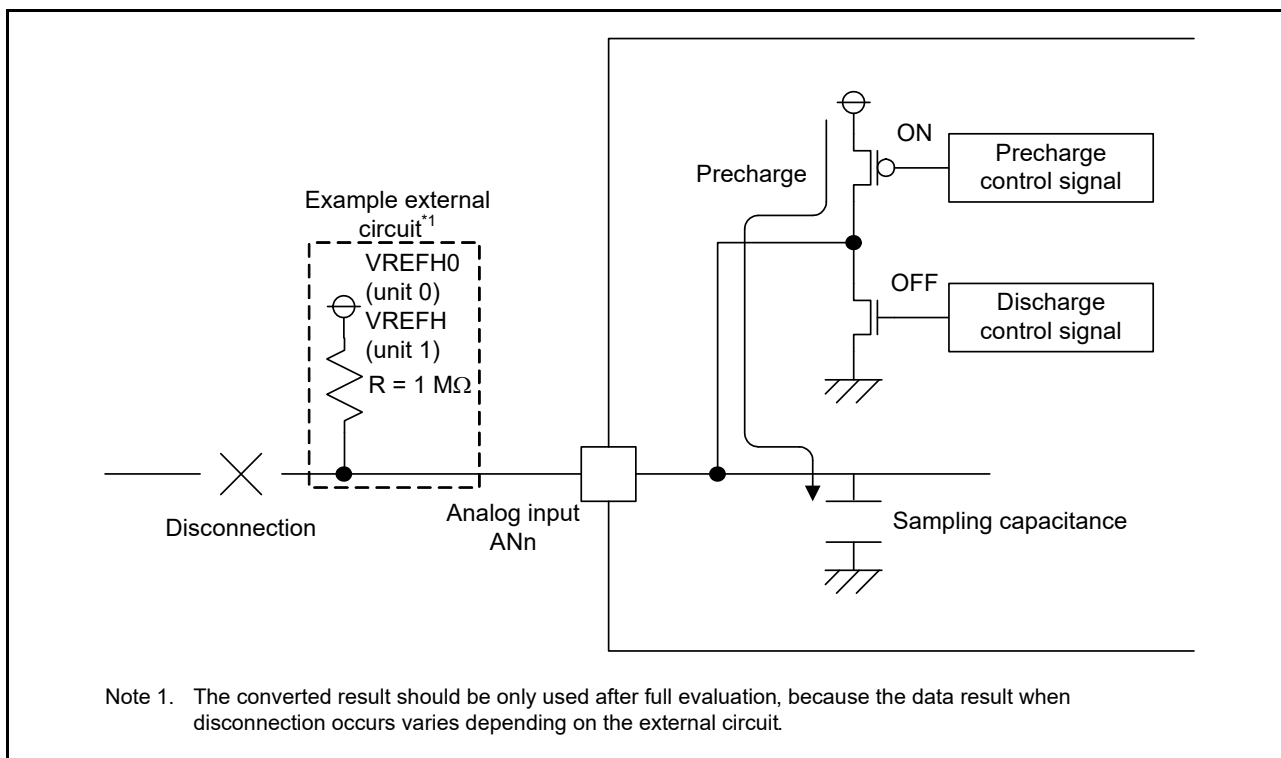 ON
Precharge
control signal
Precharge
Example external
circuit*1
VREFH0
(unit 0)
VREFH
(unit 1)
R = 1 MΩ
OFF
Discharge
control signal
Disconnection
Analog input
ANn
Sampling capacitance
Note 1. The converted result should be only used after full evaluation, because the data result when
disconnection occurs varies depending on the external circuit.